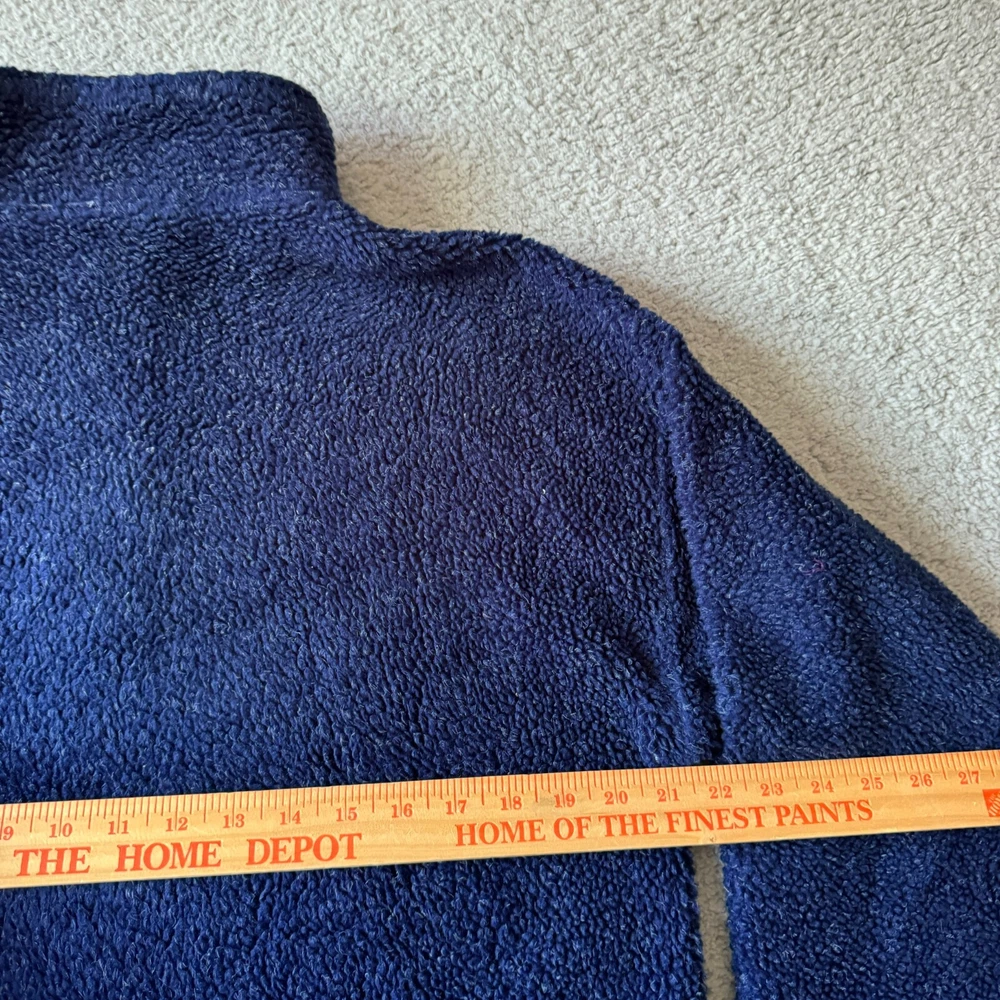 9 10 11 12 13 14 15 16 17 18 19 20 21 22 23 24 25 26 27
THE HOME DEPOT HOME OF THE FINEST PAINTS